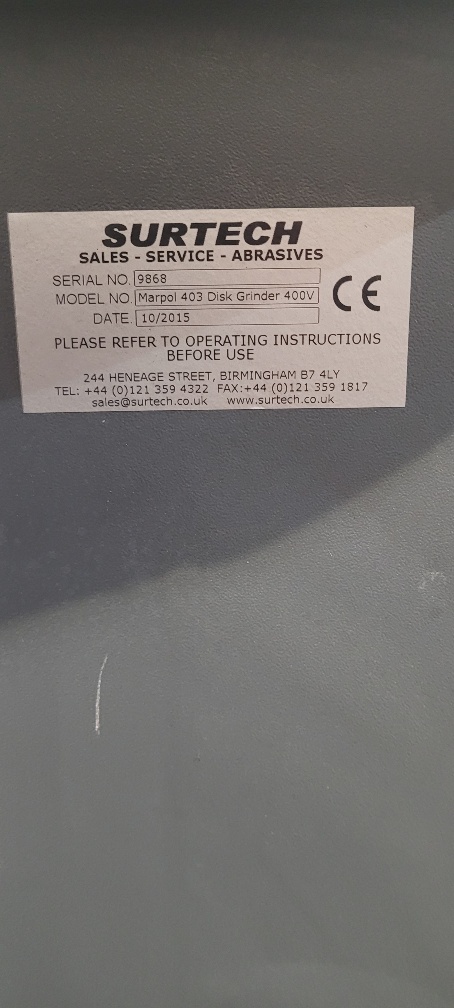 SURTECH
SALES - SERVICE - ABRASIVES
SERIAL NO. 9868
MODEL NO. Marpol 403 Disk Grinder 400V
DATE. 10/2015
CE
PLEASE REFER TO OPERATING INSTRUCTIONS
BEFORE USE
244 HENEAGE STREET, BIRMINGHAM B7 4LY
TEL: +44 (0)121 359 4322 FAX:+44 (0)121 359 1817
sales@surtech.co.uk www.surtech.co.uk